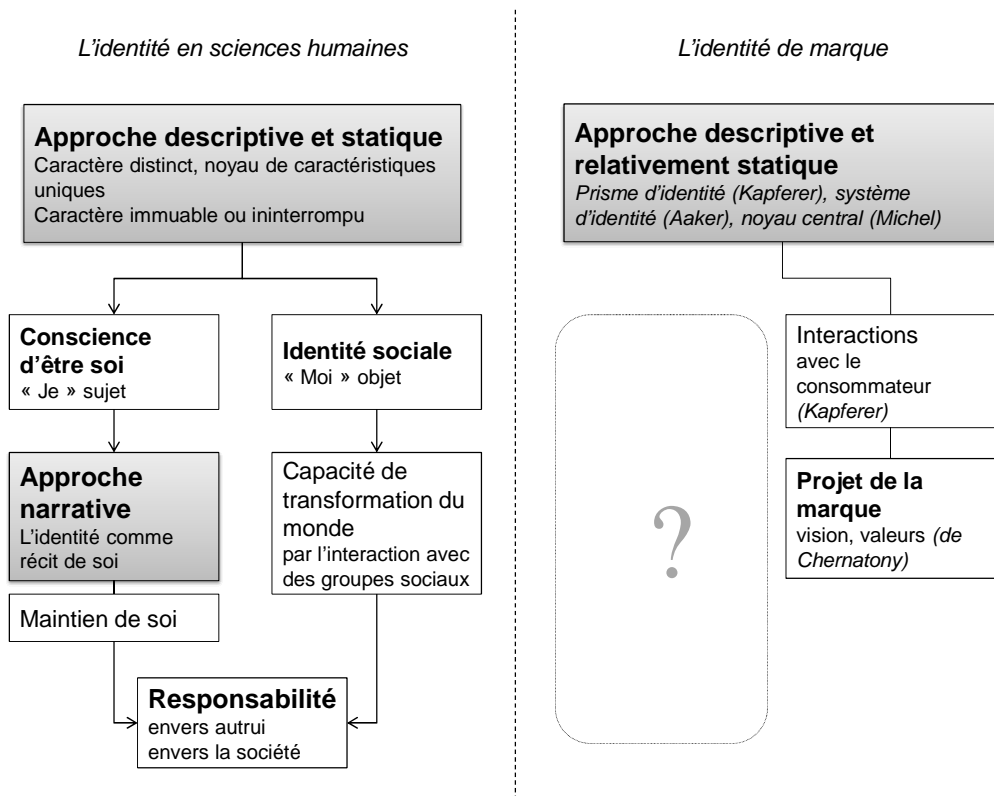 L'identité en sciences humaines
Approche descriptive et statique
Caractère distinct, noyau de caractéristiques
uniques
Caractère immuable ou ininterrompu
Conscience
d'être soi
« Je » sujet
Identité sociale
« Moi » objet
Approche
narrative
L'identité comme
récit de soi
Maintien de soi
Capacité de
transformation du
monde
par l'interaction avec
des groupes sociaux
Responsabilité
envers autrui
envers la société
L'identité de marque
Approche descriptive et
relativement statique
Prisme d'identité (Kapferer), système
d'identité (Aaker), noyau central (Michel)
?
Interactions
avec le
consommateur
(Kapferer)
Projet de la
marque
vision, valeurs (de
Chernatony)